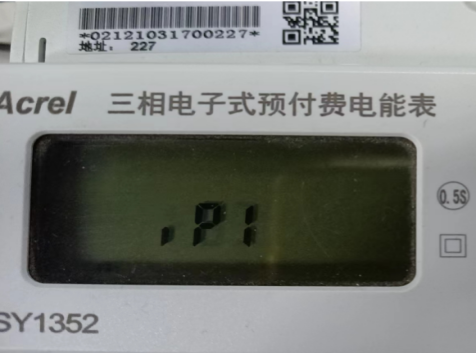 *02121031700227*
地址： 227
Acrel 三相电子式预付费电能表
0.5S
.P1
SY1352